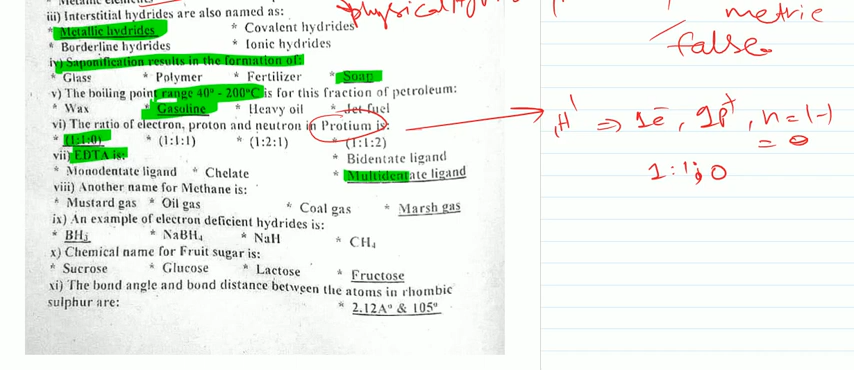 iii) Interstitial hydrides are also named as:
* Metallic hydrides * Covalent hydrides
* Borderline hydrides * Ionic hydrides
iv) Saponification results in the formation of:
* Glass * Polymer * Fertilizer * Soap
v) The boiling point range 40° - 200°C is for this fraction of petroleum:
* Wax * Gasoline * Heavy oil * Jet fuel
vi) The ratio of electron, proton and neutron in Protium is:
* (1:1:0) * (1:1:1) * (1:2:1) * (1:1:2)
vii) EDTA is:
* Bidentate ligand
* Monodentate ligand * Chelate * Multidentate ligand
viii) Another name for Methane is:
* Mustard gas * Oil gas * Coal gas * Marsh gas
ix) An example of electron deficient hydrides is:
* BH₃ * NaBH₄ * NaH * CH₄
x) Chemical name for Fruit sugar is:
* Sucrose * Glucose * Lactose * Fructose
xi) The bond angle and bond distance between the atoms in rhombic
sulphur are: * 2.12A° & 105°
physical
metric
false.
₁H¹ ⇒ 1e⁻, 1p⁺, n = 1-1
= 0
1:1:0